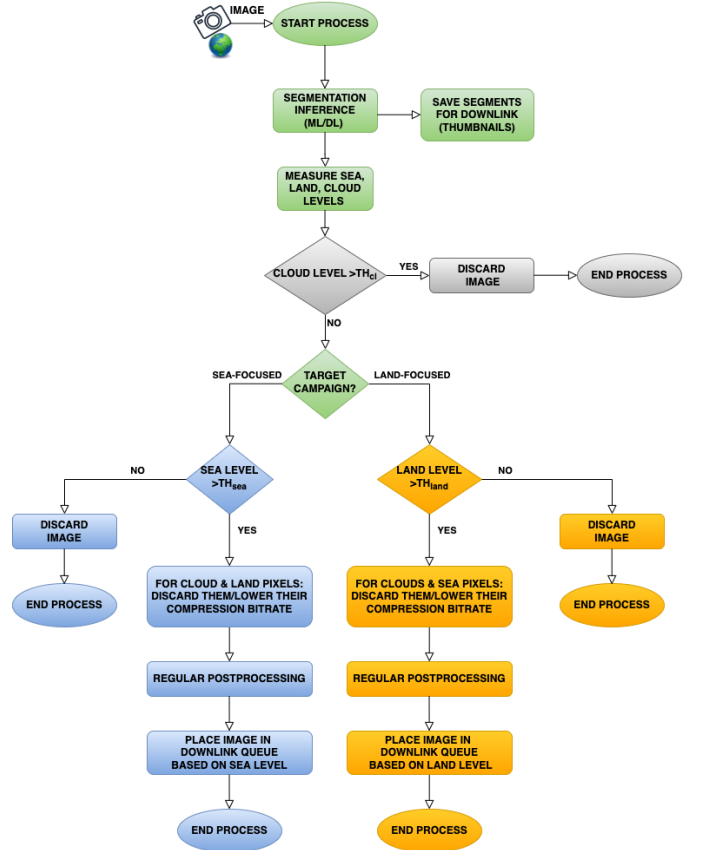 IMAGE
START PROCESS
SEGMENTATION
INFERENCE
(ML/DL)
SAVE SEGMENTS
FOR DOWNLINK
(THUMBNAILS)
MEASURE SEA,
LAND, CLOUD
LEVELS
CLOUD LEVEL >THcl
YES
DISCARD
IMAGE
END PROCESS
NO
TARGET
CAMPAIGN?
SEA-FOCUSED
LAND-FOCUSED
SEA LEVEL
>THsea
NO
YES
DISCARD
IMAGE
END PROCESS
FOR CLOUD & LAND PIXELS:
DISCARD THEM/LOWER THEIR
COMPRESSION BITRATE
REGULAR POSTPROCESSING
PLACE IMAGE IN
DOWNLINK QUEUE
BASED ON SEA LEVEL
END PROCESS
LAND LEVEL
>THland
NO
YES
DISCARD
IMAGE
END PROCESS
FOR CLOUDS & SEA PIXELS:
DISCARD THEM/LOWER THEIR
COMPRESSION BITRATE
REGULAR POSTPROCESSING
PLACE IMAGE IN
DOWNLINK QUEUE
BASED ON LAND LEVEL
END PROCESS